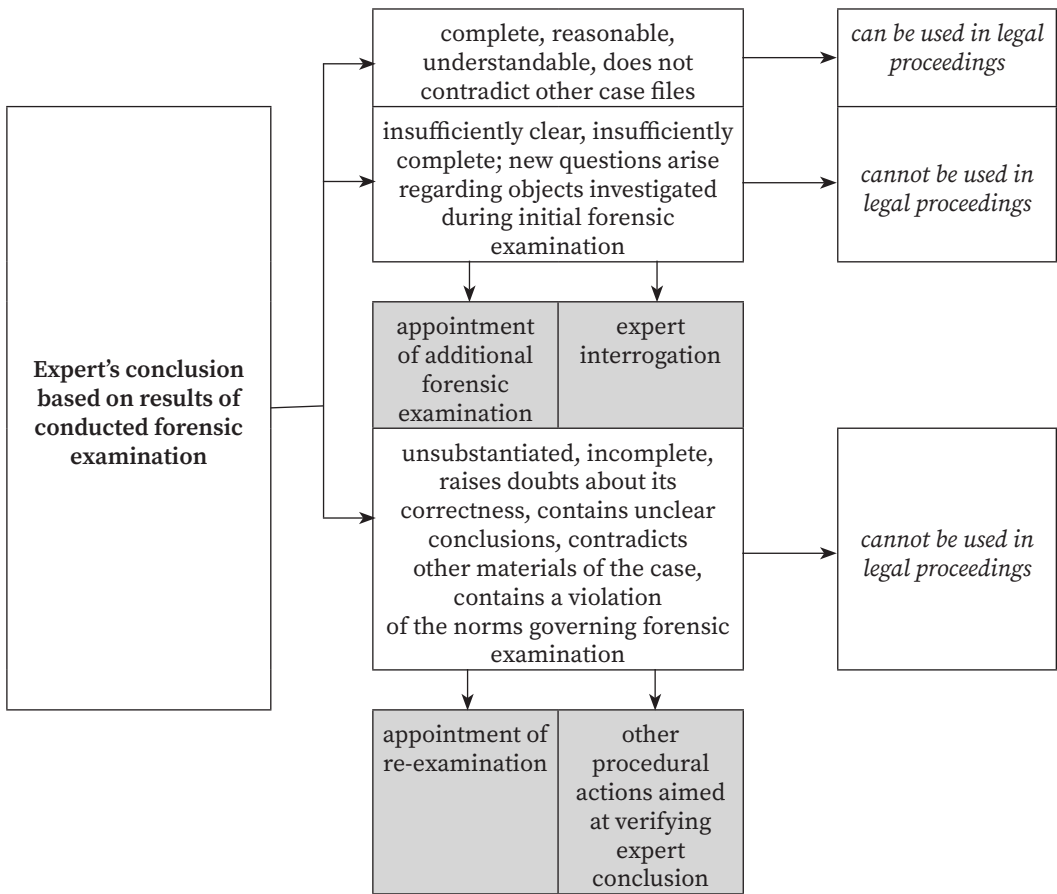 Expert’s conclusion
based on results of
conducted forensic
examination
complete, reasonable,
understandable, does not
contradict other case files
can be used in legal
proceedings
insufficiently clear, insufficiently
complete; new questions arise
regarding objects investigated
during initial forensic
examination
cannot be used in
legal proceedings
appointment
of additional
forensic
examination
expert
interrogation
unsubstantiated, incomplete,
raises doubts about its
correctness, contains unclear
conclusions, contradicts
other materials of the case,
contains a violation
of the norms governing forensic
examination
cannot be used in
legal proceedings
appointment of
re-examination
other
procedural
actions aimed
at verifying
expert
conclusion